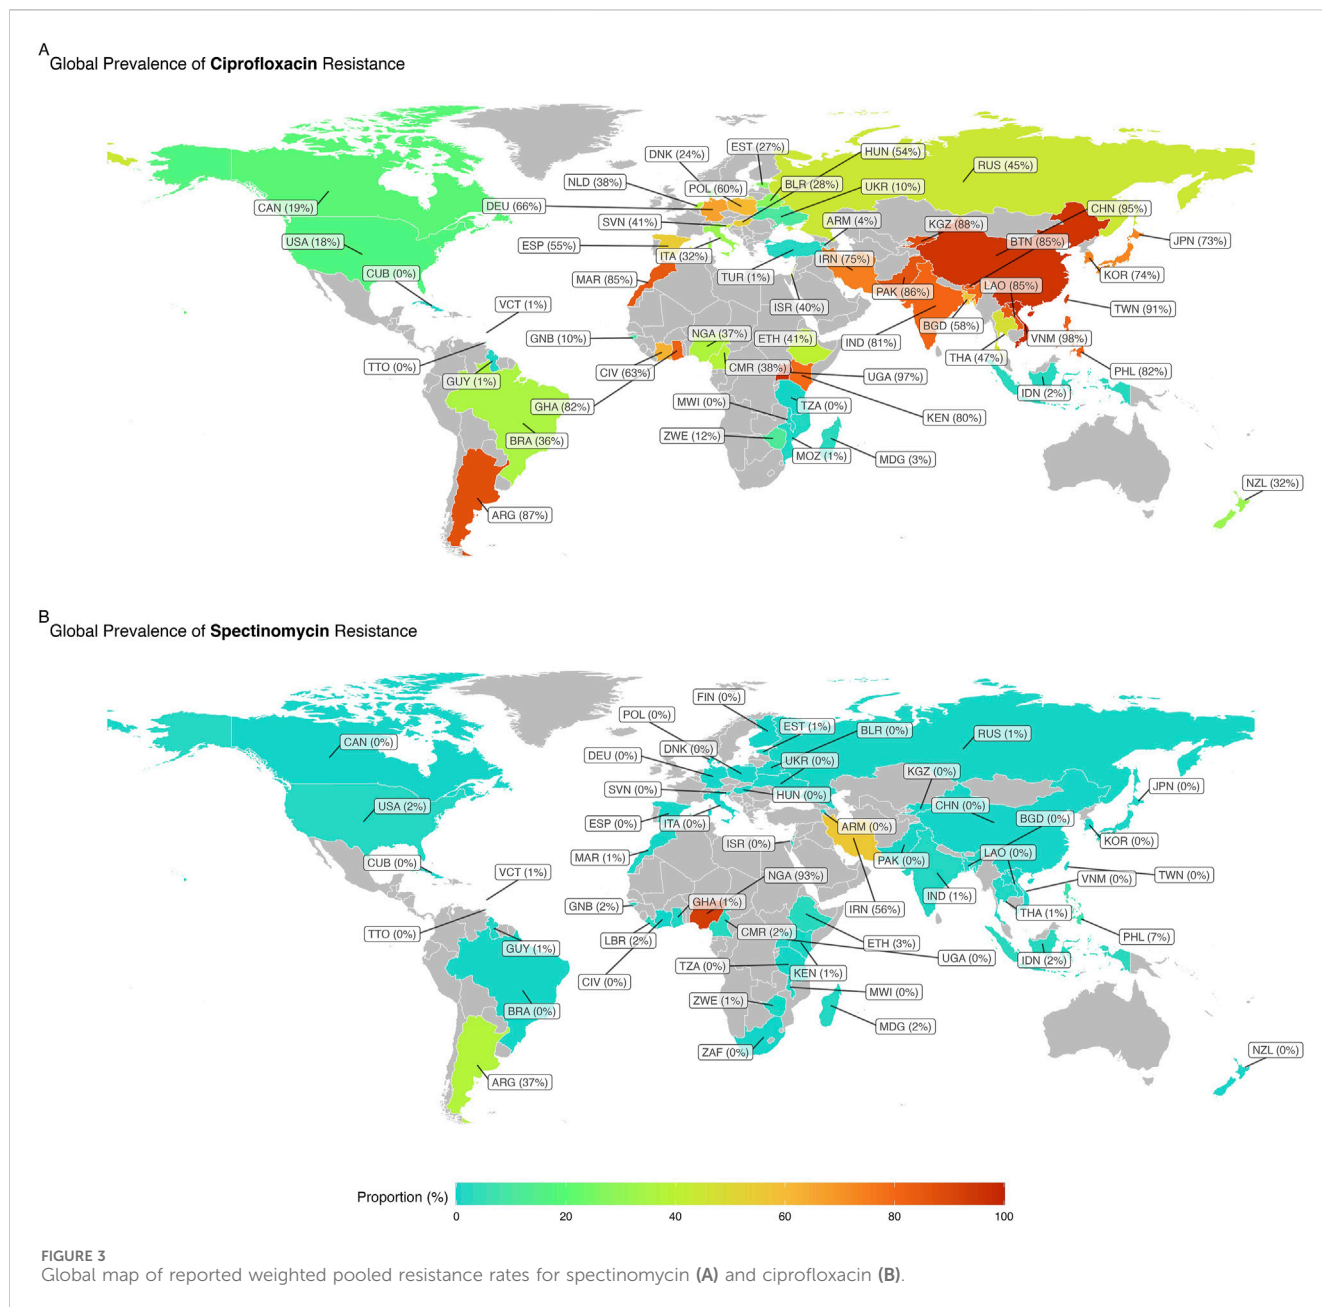 A
Global Prevalence of Ciprofloxacin Resistance
DNK (24%)
EST (27%)
HUN (54%)
RUS (45%)
NLD (38%)
POL (60%)
BLR (28%)
UKR (10%)
CAN (19%)
DEU (66%)
CHN (95%)
SVN (41%)
ARM (4%)
KGZ (88%)
USA (18%)
ESP (55%)
ITA (32%)
IRN (75%)
BTN (85%)
JPN (73%)
CUB (0%)
MAR (85%)
TUR (1%)
PAK (86%)
LAO (85%)
KOR (74%)
VCT (1%)
ISR (40%)
TWN (91%)
GNB (10%)
NGA (37%)
ETH (41%)
IND (81%)
BGD (58%)
VNM (98%)
TTO (0%)
THA (47%)
GUY (1%)
CIV (63%)
CMR (38%)
UGA (97%)
PHL (82%)
IDN (2%)
GHA (82%)
MWI (0%)
TZA (0%)
KEN (80%)
BRA (36%)
ZWE (12%)
MOZ (1%)
MDG (3%)
NZL (32%)
ARG (87%)
B
Global Prevalence of Spectinomycin Resistance
FIN (0%)
POL (0%)
EST (1%)
BLR (0%)
RUS (1%)
CAN (0%)
DEU (0%)
DNK (0%)
UKR (0%)
KGZ (0%)
JPN (0%)
SVN (0%)
HUN (0%)
USA (2%)
CHN (0%)
BGD (0%)
ESP (0%)
ITA (0%)
ARM (0%)
KOR (0%)
CUB (0%)
MAR (1%)
ISR (0%)
PAK (0%)
LAO (0%)
VCT (1%)
NGA (93%)
VNM (0%)
TWN (0%)
GNB (2%)
GHA (1%)
IND (1%)
IRN (56%)
THA (1%)
TTO (0%)
LBR (2%)
CMR (2%)
ETH (3%)
PHL (7%)
GUY (1%)
UGA (0%)
IDN (2%)
CIV (0%)
TZA (0%)
KEN (1%)
MWI (0%)
BRA (0%)
ZWE (1%)
MDG (2%)
ZAF (0%)
NZL (0%)
ARG (37%)
Proportion (%)
0 20 40 60 80 100
FIGURE 3
Global map of reported weighted pooled resistance rates for spectinomycin (A) and ciprofloxacin (B).